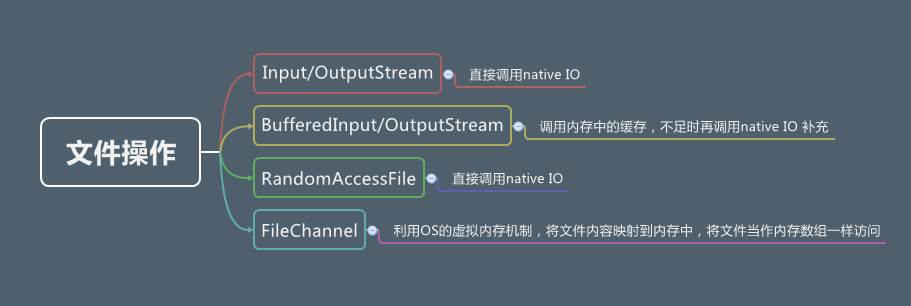 文件操作
Input/OutputStream
直接调用native IO
BufferedInput/OutputStream
调用内存中的缓存，不足时再调用native IO 补充
RandomAccessFile
直接调用native IO
FileChannel
利用OS的虚拟内存机制，将文件内容映射到内存中，将文件当作内存数组一样访问